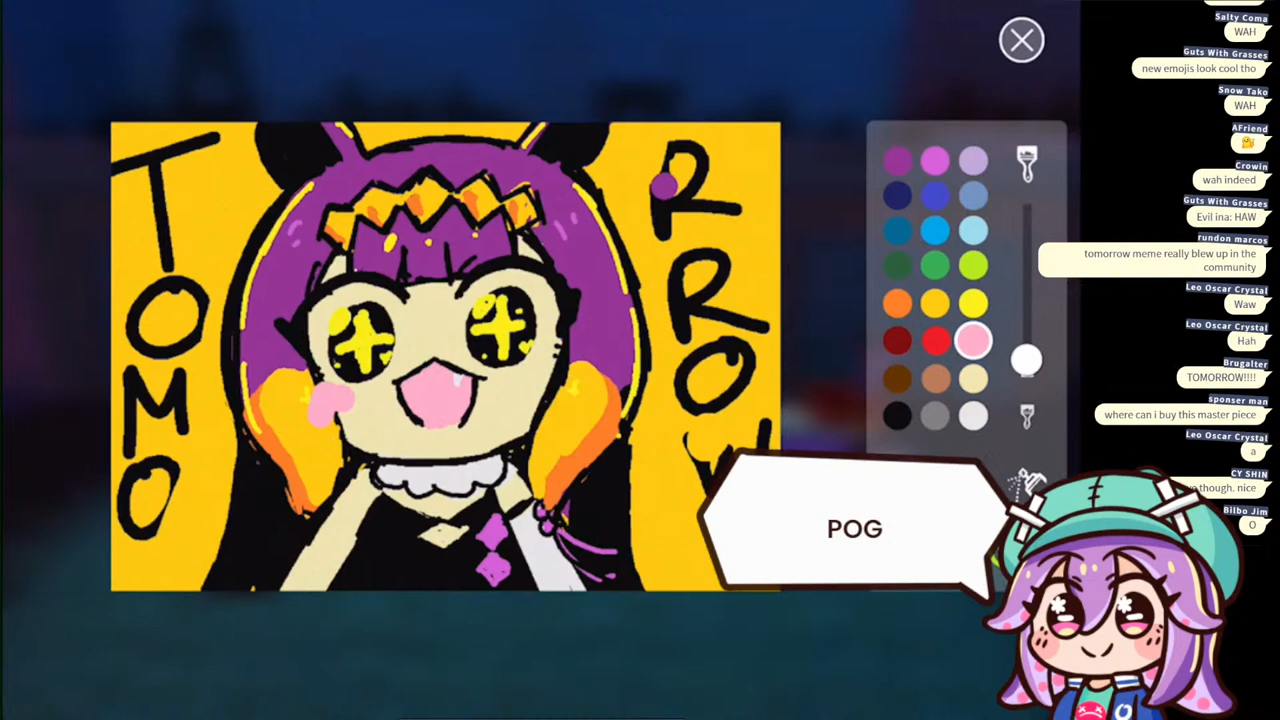 TOMO
RROW
POG
Salty Coma
WAH
Guts With Grasses
new emojis look cool tho
Snow Tako
WAH
AFriend
Crowin
wah indeed
Guts With Grasses
Evil ina: HAW
rundon marcos
tomorrow meme really blew up in the
community
Leo Oscar Crystal
Waw
Leo Oscar Crystal
Hah
Brugalter
TOMORROW!!!!
sponser man
where can i buy this master piece
Leo Oscar Crystal
a
CY SHIN
though. nice
Bilbo Jim
O